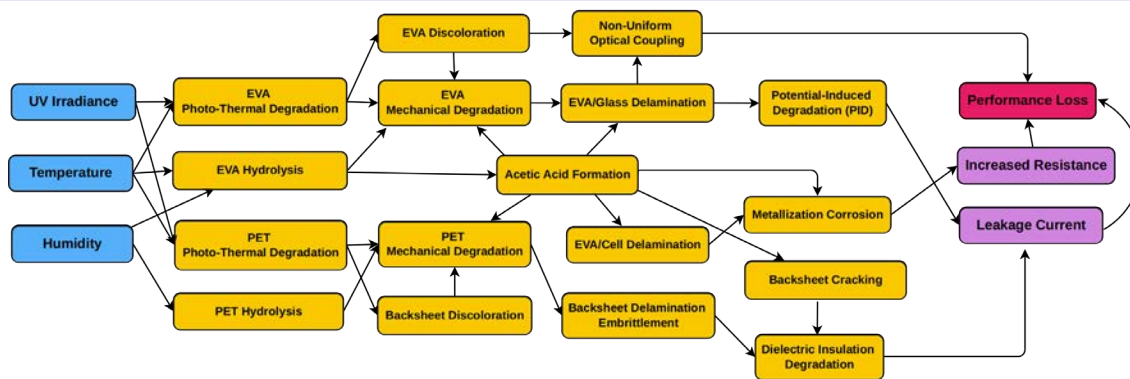 EVA Discoloration
Non-Uniform
Optical Coupling
UV Irradiance
EVA
Photo-Thermal Degradation
EVA
Mechanical Degradation
EVA/Glass Delamination
Potential-Induced
Degradation (PID)
Performance Loss
Temperature
EVA Hydrolysis
Acetic Acid Formation
Increased Resistance
Metallization Corrosion
Humidity
PET
Photo-Thermal Degradation
PET
Mechanical Degradation
EVA/Cell Delamination
Leakage Current
Backsheet Cracking
PET Hydrolysis
Backsheet Discoloration
Backsheet Delamination
Embrittlement
Dielectric Insulation
Degradation